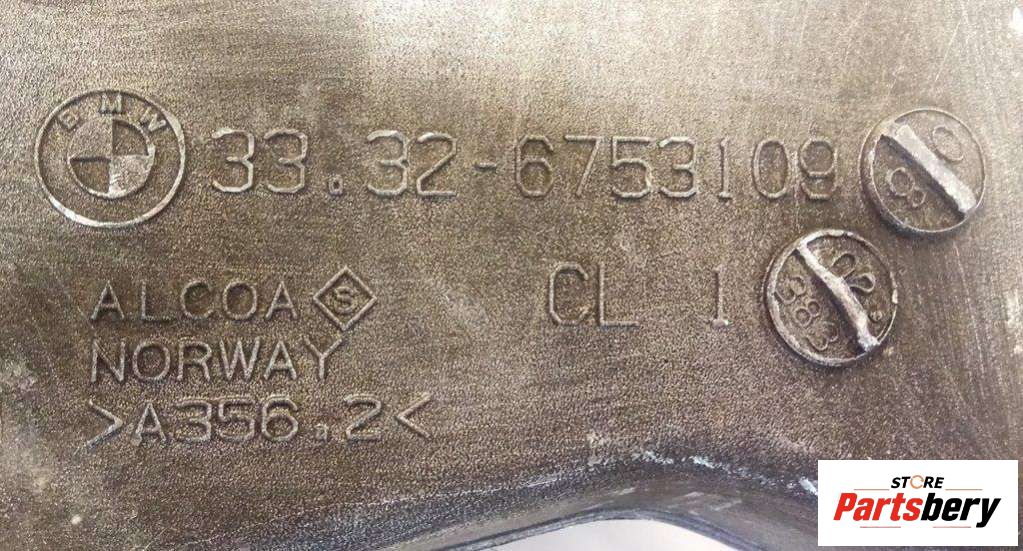 BMW 33.32-6753109
ALCOA S CL 1
NORWAY
>A356.2<
STORE
Partsbery